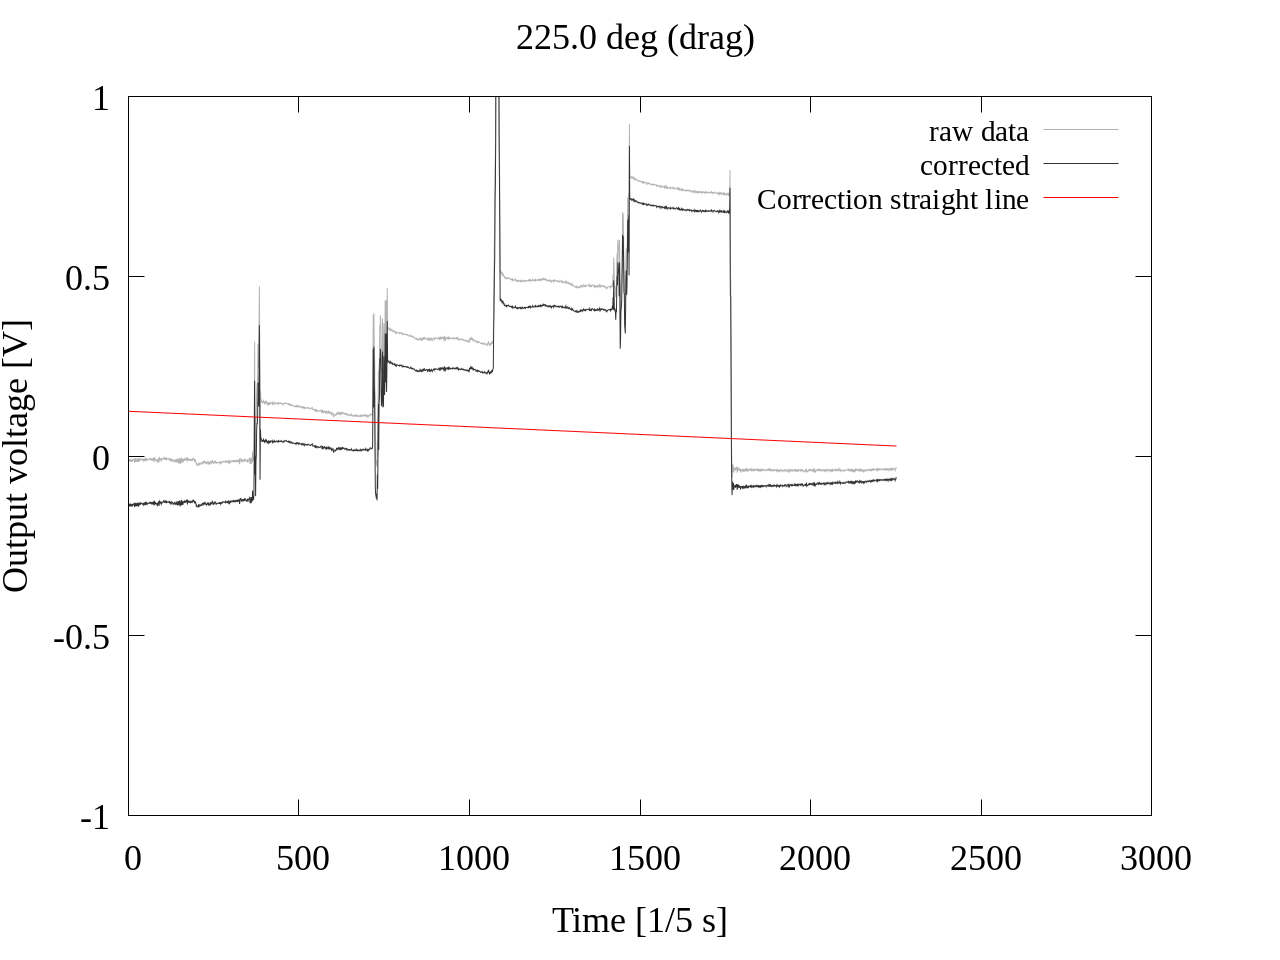 225.0 deg (drag)
raw data
corrected
Correction straight line
1
0.5
0
-0.5
-1
Output voltage [V]
0 500 1000 1500 2000 2500 3000
Time [1/5 s]